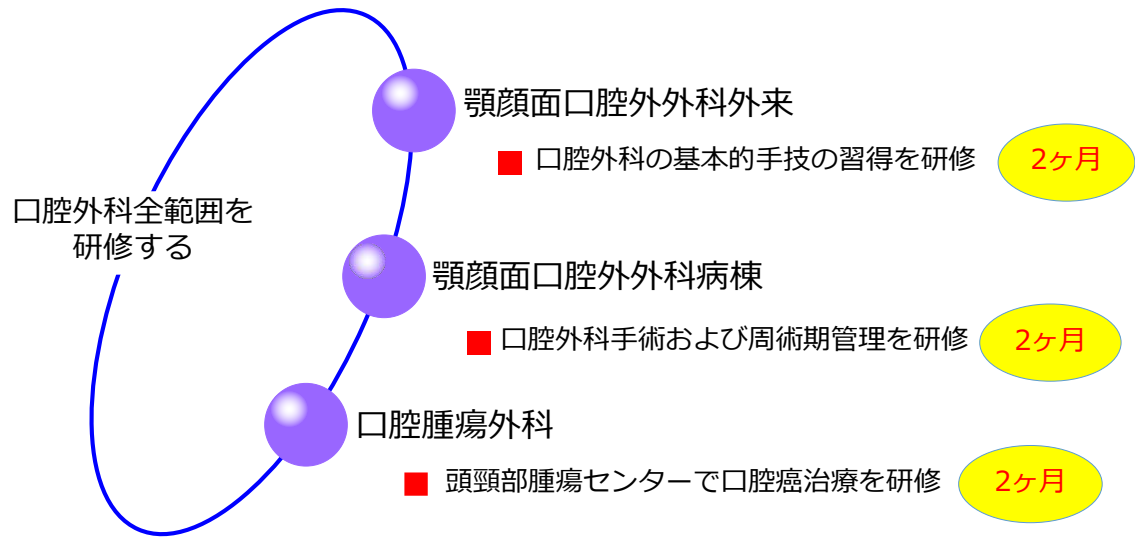 顎顔面口腔外外科外来
■ 口腔外科の基本的手技の習得を研修 2ヶ月
口腔外科全範囲を
研修する
顎顔面口腔外外科病棟
■ 口腔外科手術および周術期管理を研修 2ヶ月
口腔腫瘍外科
■ 頭頸部腫瘍センターで口腔癌治療を研修 2ヶ月